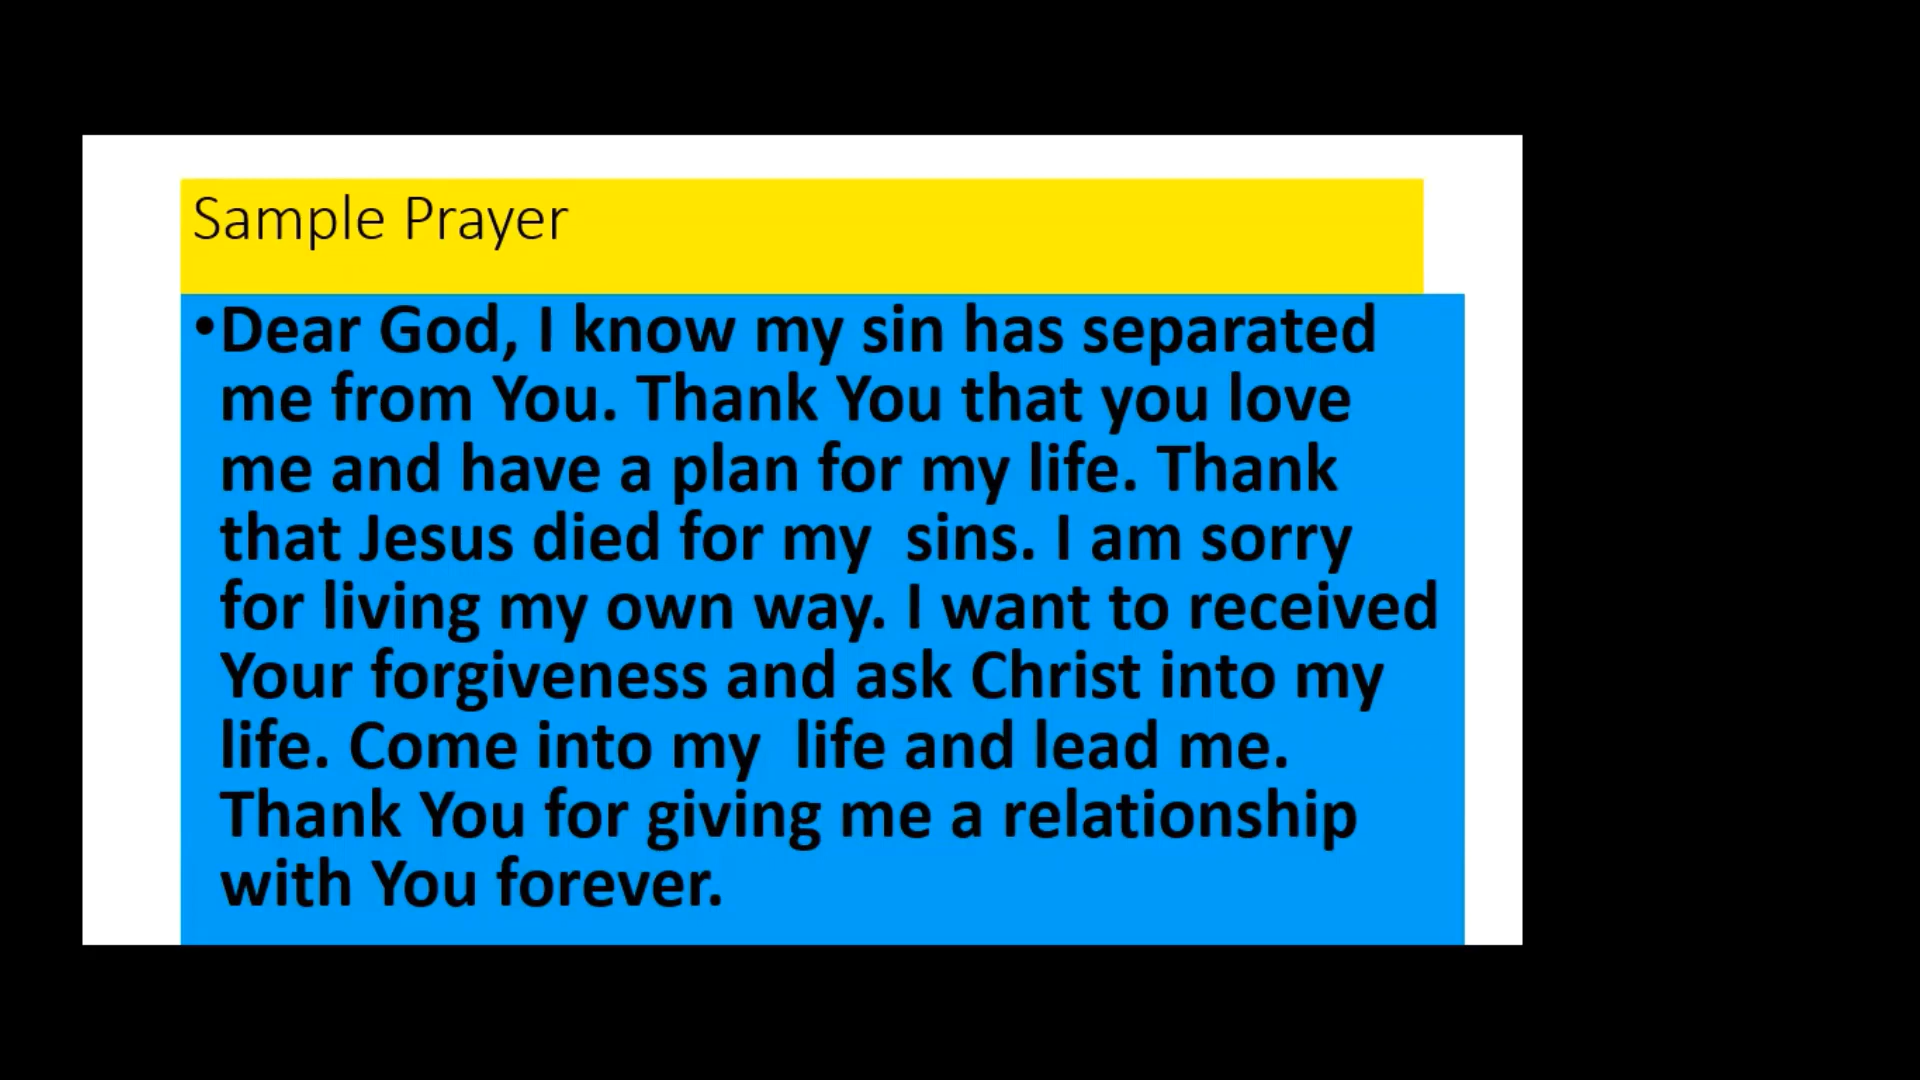 Sample Prayer
•Dear God, I know my sin has separated
me from You. Thank You that you love
me and have a plan for my life. Thank
that Jesus died for my  sins. I am sorry
for living my own way. I want to received
Your forgiveness and ask Christ into my
life. Come into my  life and lead me.
Thank You for giving me a relationship
with You forever.